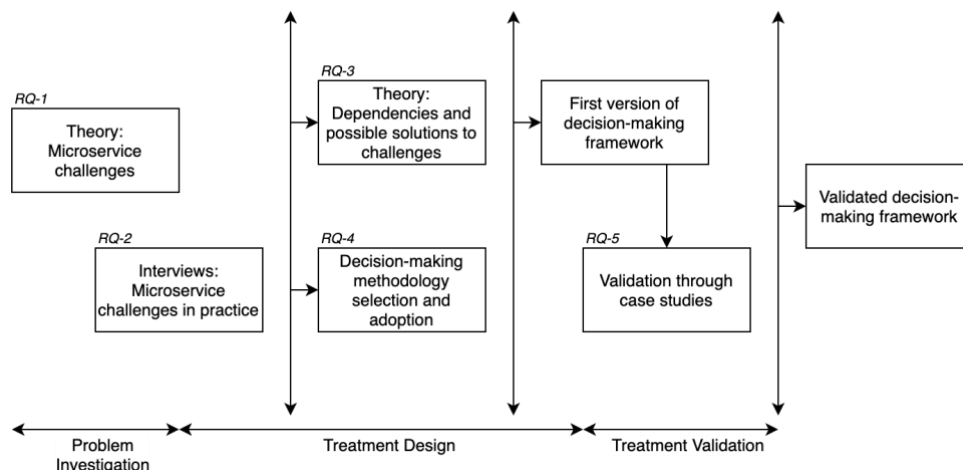 RQ-1
Theory:
Microservice
challenges
RQ-2
Interviews:
Microservice
challenges in practice
RQ-3
Theory:
Dependencies and
possible solutions to
challenges
RQ-4
Decision-making
methodology
selection and
adoption
First version of
decision-making
framework
RQ-5
Validation through
case studies
Validated decision-
making framework
Problem
Investigation
Treatment Design
Treatment Validation